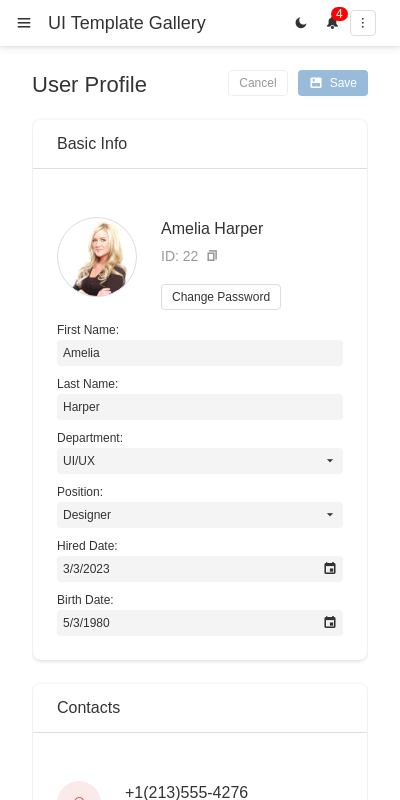 UI Template Gallery
4
User Profile
Cancel
Save
Basic Info
Amelia Harper
ID: 22
Change Password
First Name:
Amelia
Last Name:
Harper
Department:
UI/UX
Position:
Designer
Hired Date:
3/3/2023
Birth Date:
5/3/1980
Contacts
+1(213)555-4276